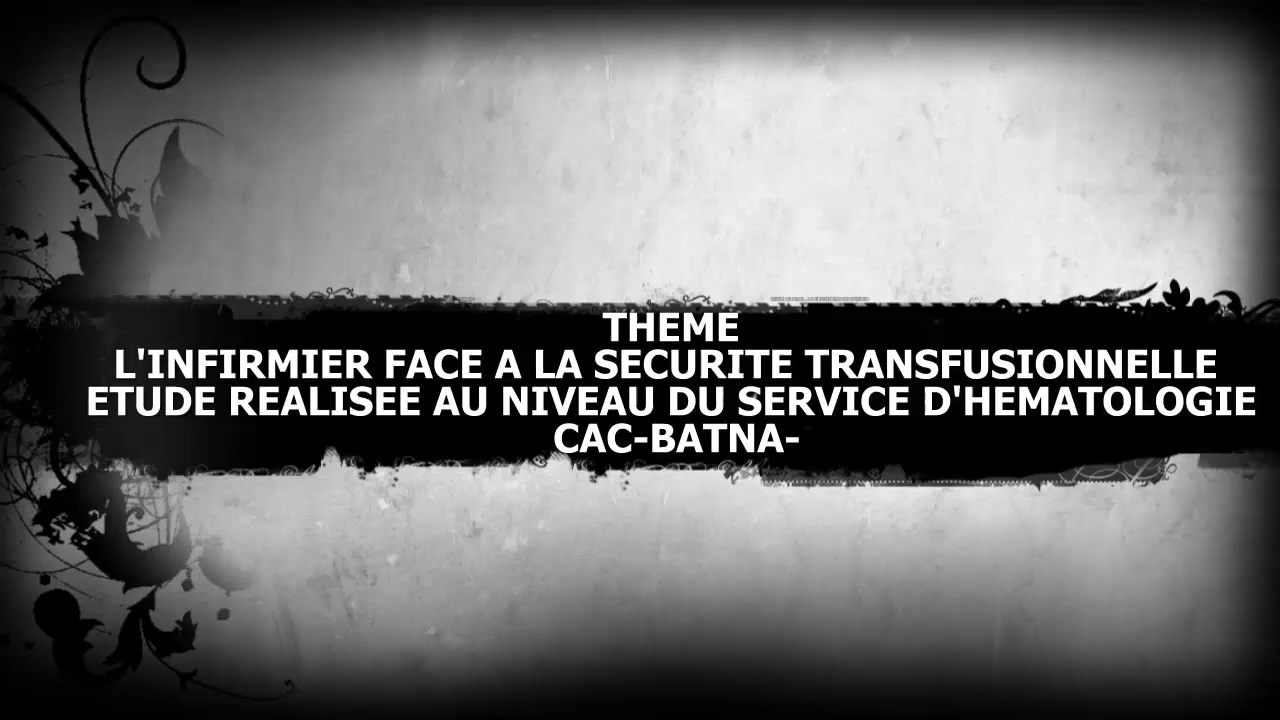 THEME
L'INFIRMIER FACE A LA SECURITE TRANSFUSIONNELLE
ETUDE REALISEE AU NIVEAU DU SERVICE D'HEMATOLOGIE
CAC-BATNA-